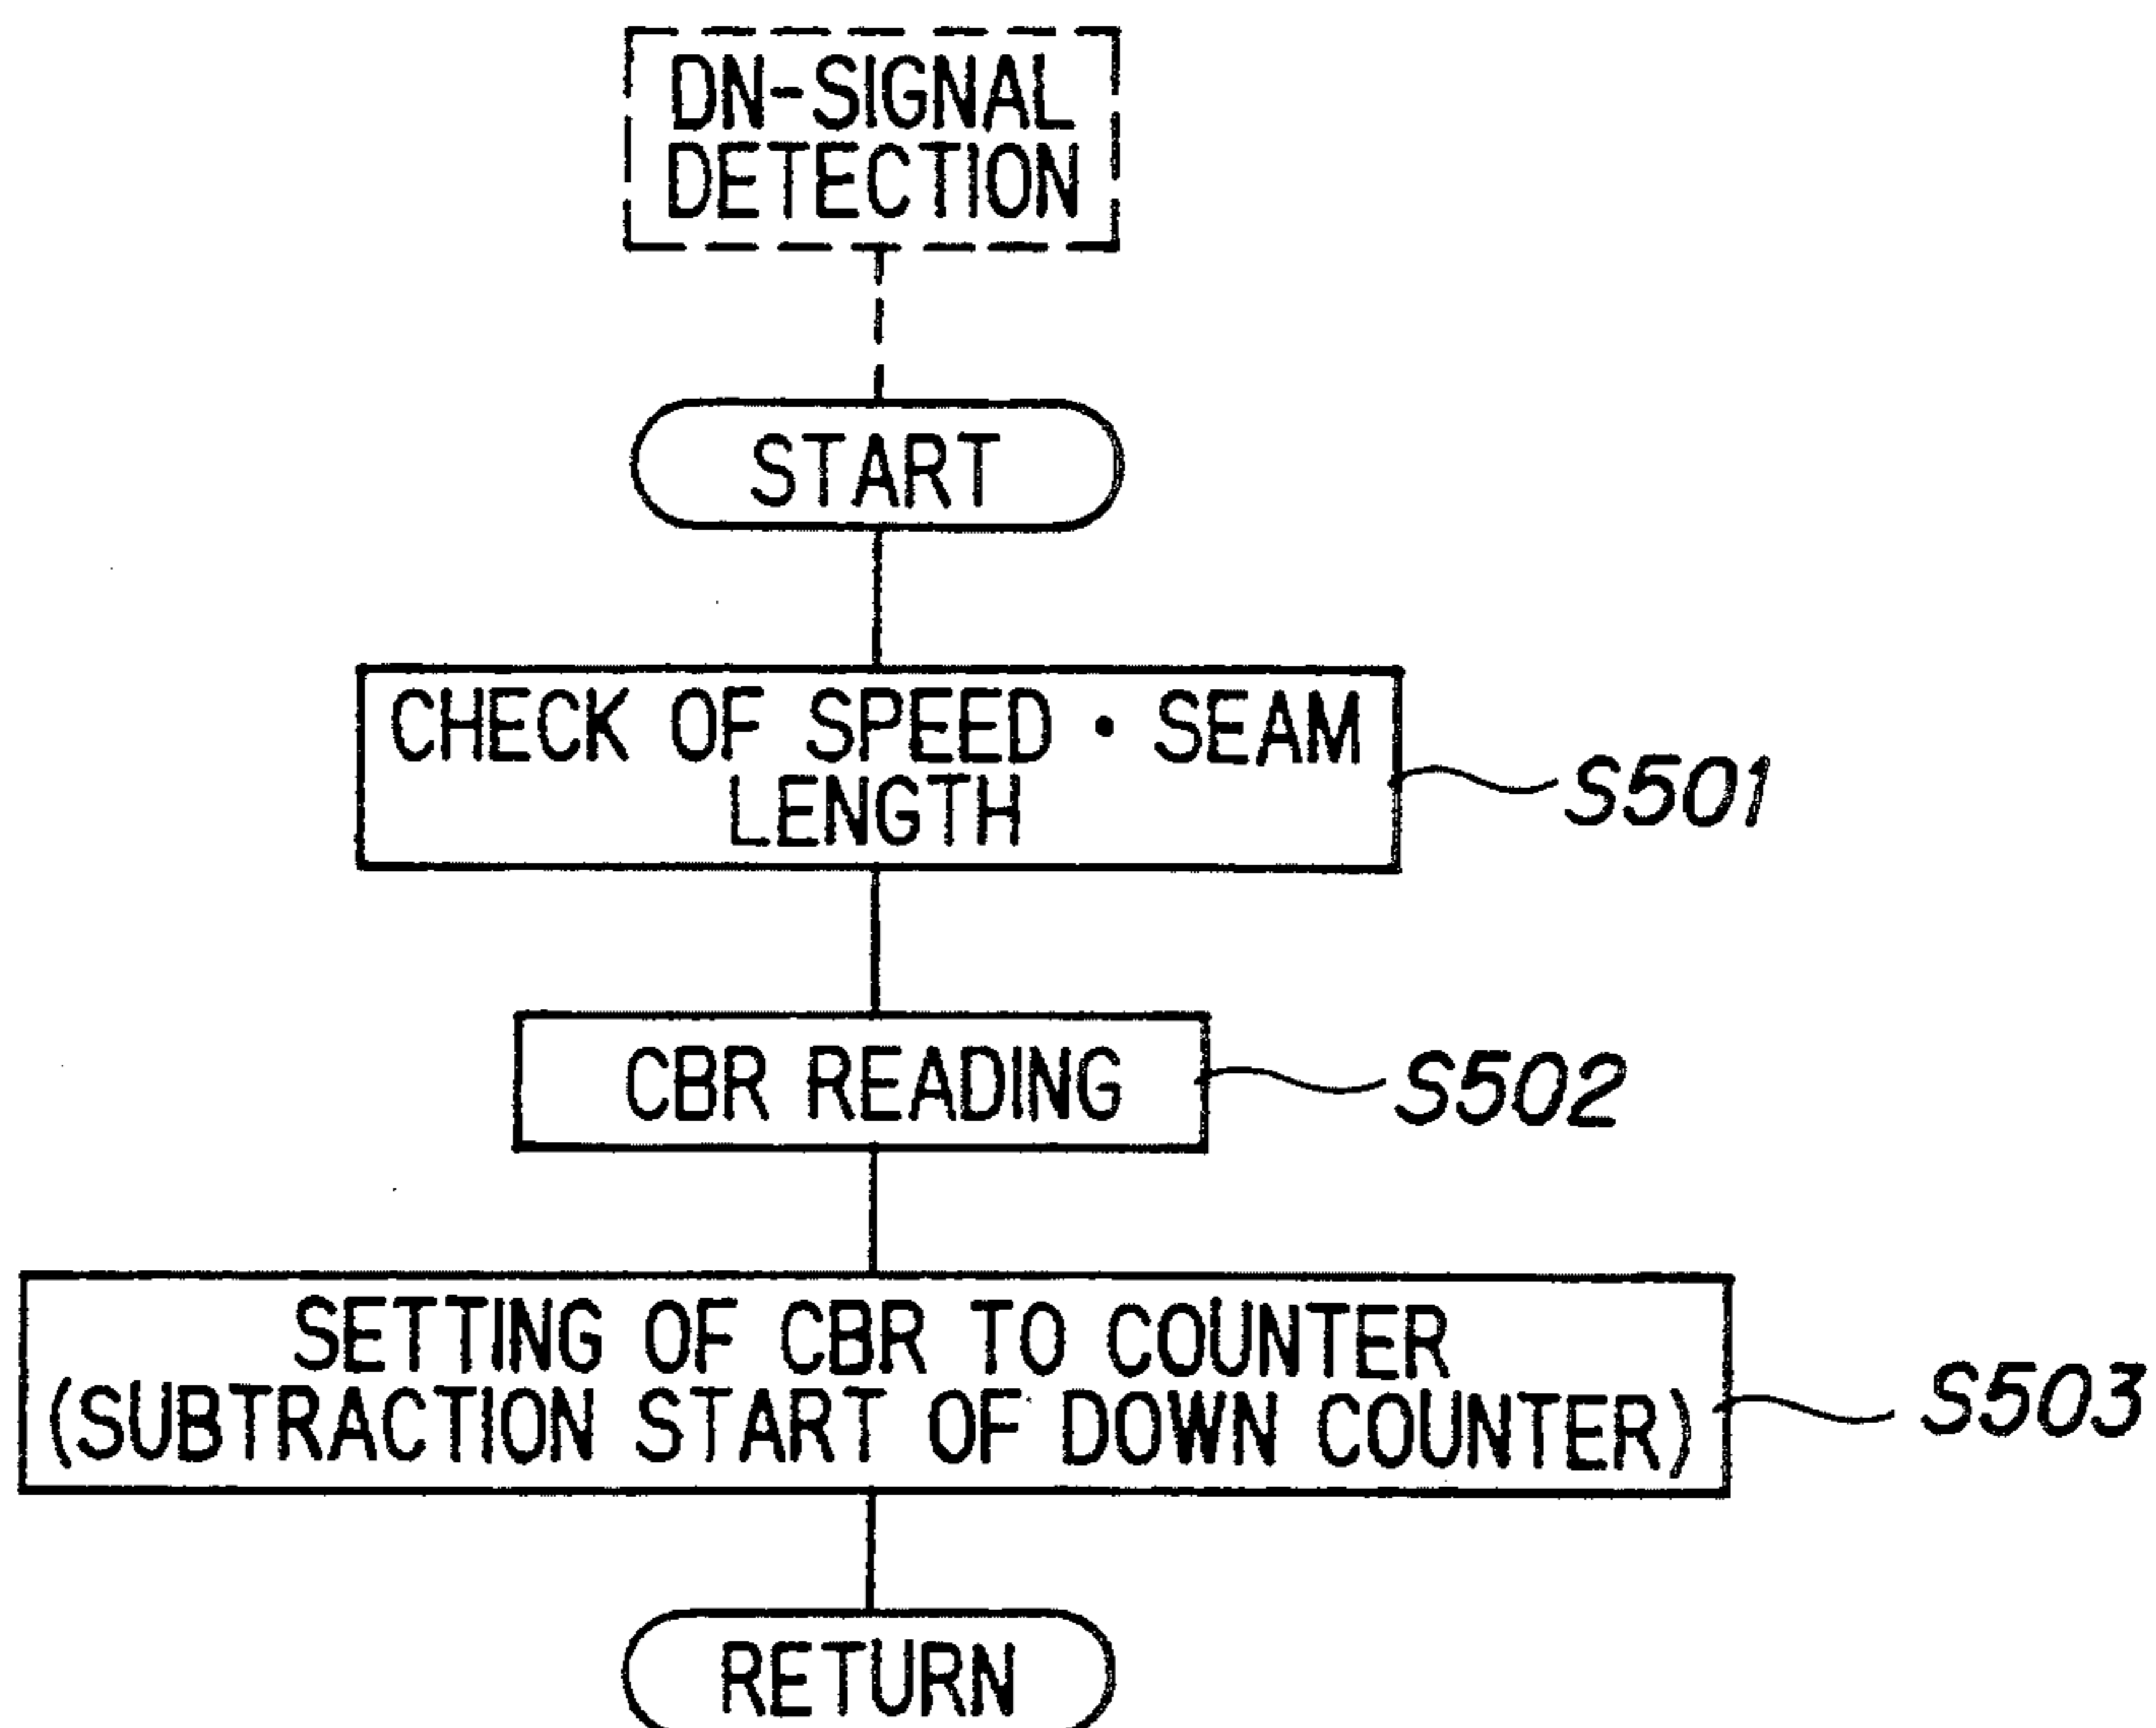 DN-SIGNAL
DETECTION
START
CHECK OF SPEED・SEAM
LENGTH
S501
CBR READING
S502
SETTING OF CBR TO COUNTER
(SUBTRACTION START OF DOWN COUNTER)
S503
RETURN